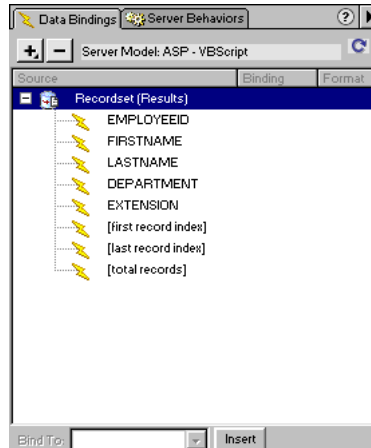 Data Bindings Server Behaviors ?
+ - Server Model: ASP - VBScript
Source Binding Format
Recordset (Results)
EMPLOYEEID
FIRSTNAME
LASTNAME
DEPARTMENT
EXTENSION
[first record index]
[last record index]
[total records]
Bind To: Insert